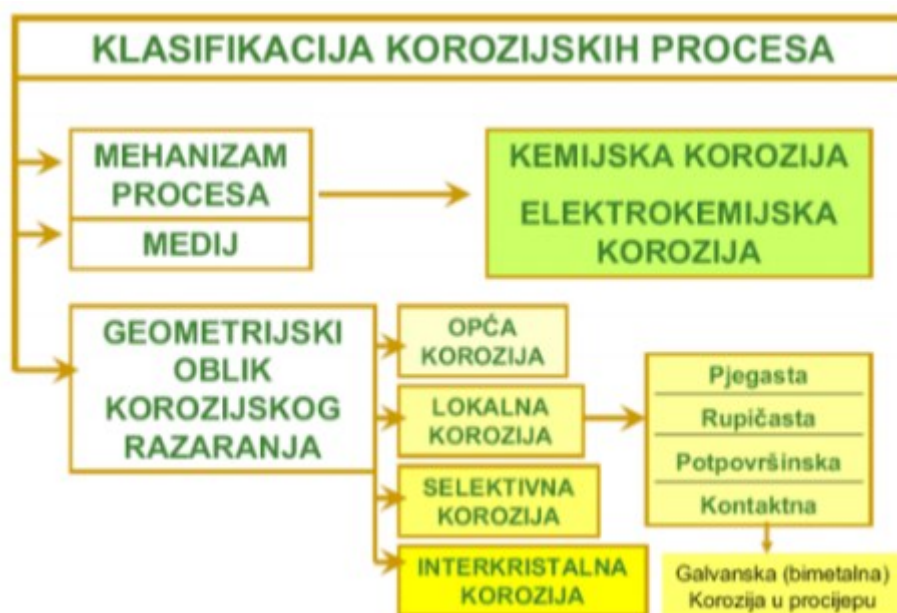 KLASIFIKACIJA KOROZIJSKIH PROCESA
MEHANIZAM
PROCESA
MEDIJ
KEMIJSKA KOROZIJA
ELEKTROKEMIJSKA
KOROZIJA
GEOMETRIJSKI
OBLIK
KOROZIJSKOG
RAZARANJA
OPĆA
KOROZIJA
LOKALNA
KOROZIJA
SELEKTIVNA
KOROZIJA
INTERKRISTALNA
KOROZIJA
Pjegasta
Rupičasta
Potpovršinska
Kontaktna
Galvanska (bimetalna)
Korozija u procijepu